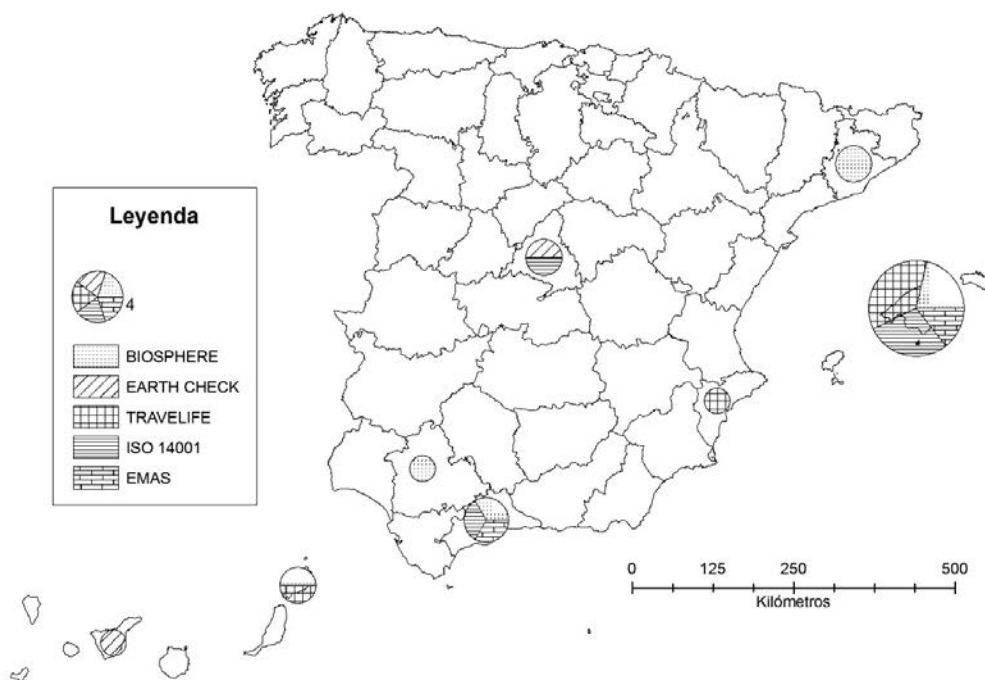 Leyenda
4
BIOSPHERE
EARTH CHECK
TRAVELIFE
ISO 14001
EMAS
0 125 250 500
Kilómetros